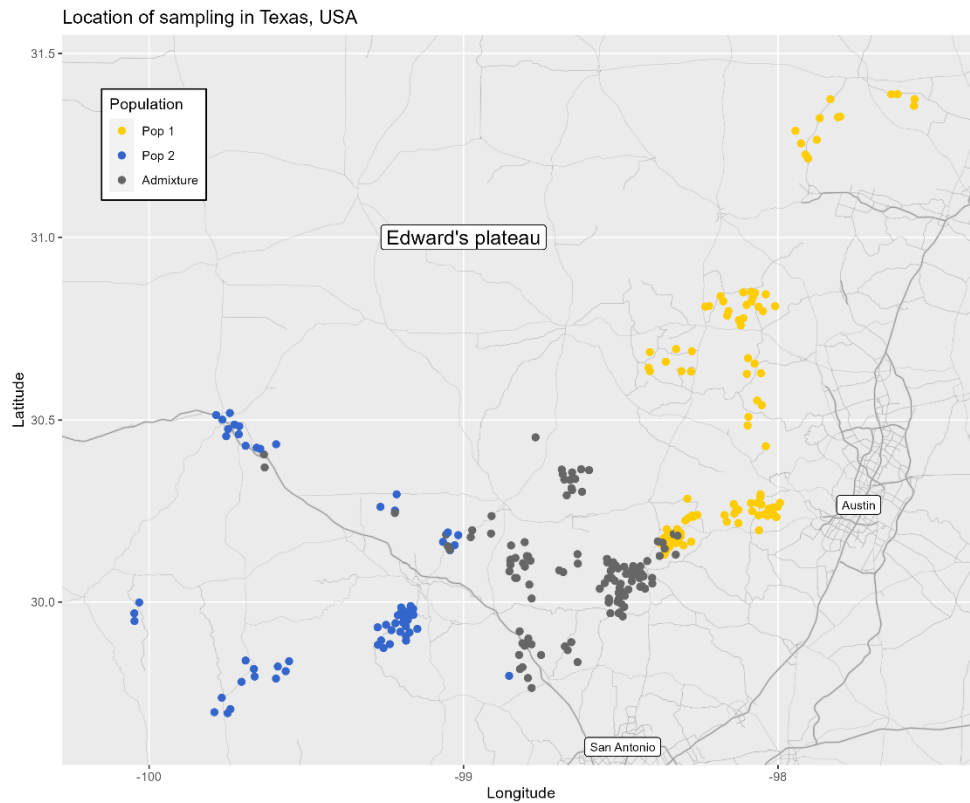 Location of sampling in Texas, USA
31.5
Population
Pop 1
Pop 2
Admixture
31.0
Edward's plateau
Latitude
30.5
Austin
30.0
San Antonio
-100
-99
-98
Longitude